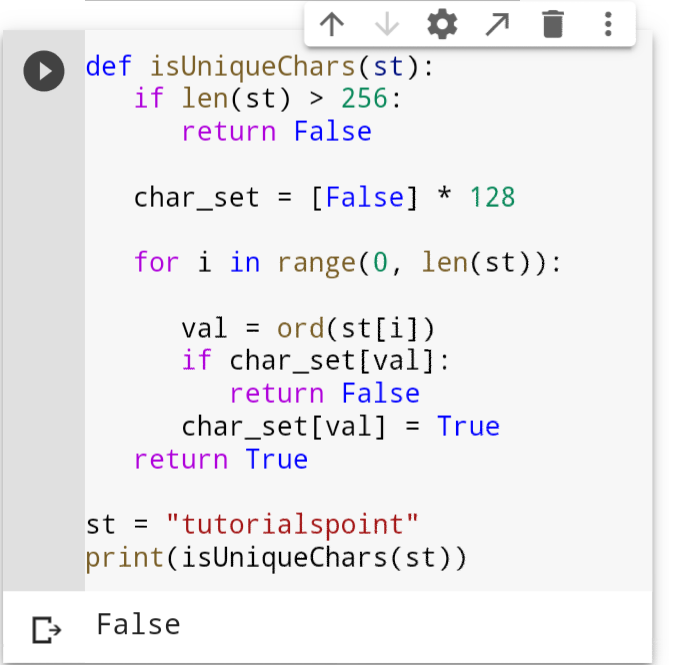 def isUniqueChars(st):
   if len(st) > 256:
      return False

   char_set = [False] * 128

   for i in range(0, len(st)):

      val = ord(st[i])
      if char_set[val]:
         return False
      char_set[val] = True
   return True

st = "tutorialspoint"
print(isUniqueChars(st))
False